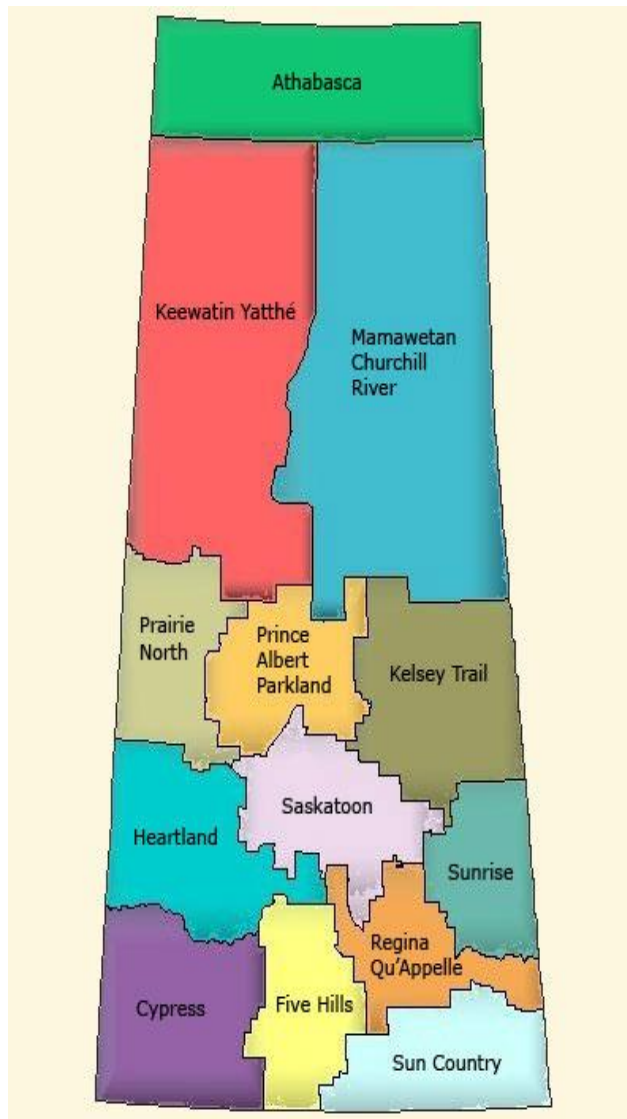 Athabasca
Keewatin Yatthé
Mamawetan
Churchill
River
Prairie
North
Prince
Albert
Parkland
Kelsey Trail
Saskatoon
Heartland
Sunrise
Regina
Qu'Appelle
Cypress
Five Hills
Sun Country